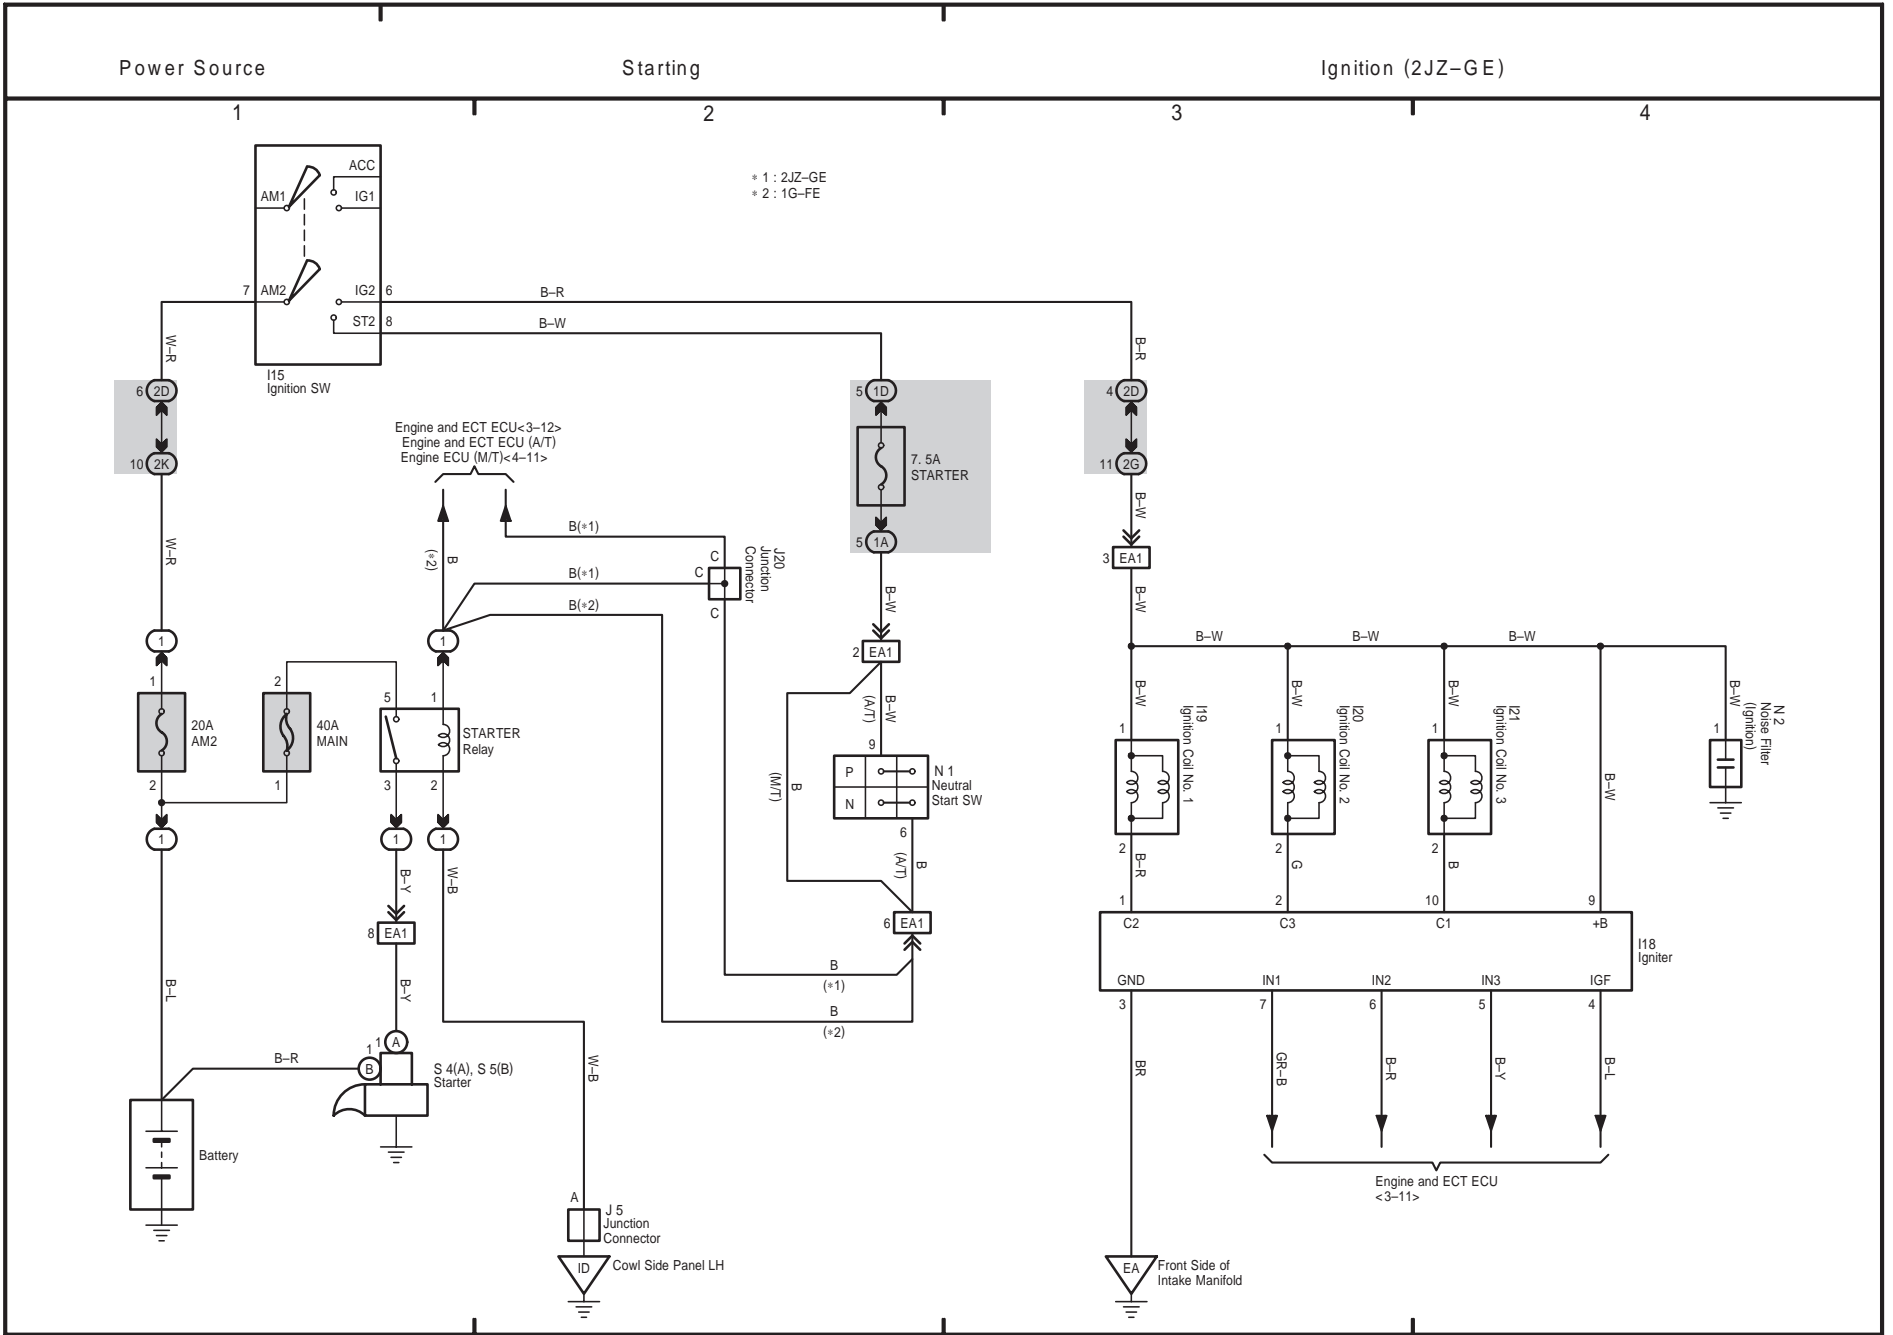 Power Source
Starting
Ignition (2JZ–GE)
1
2
3
4
ACC
AM1
IG1
∗ 1 : 2JZ–GE
∗ 2 : 1G–FE
7
AM2
IG2
6
B–R
ST2
8
B–W
I15
Ignition SW
W–R
6
2D
10
2K
W–R
1
1
20A
AM2
2
1
B–L
Battery
2
40A
MAIN
1
Engine and ECT ECU<3–12>
Engine and ECT ECU (A/T)
Engine ECU (M/T)<4–11>
B
(∗2)
B(∗1)
B(∗1)
B(∗2)
C
C
C
J20
Junction
Connector
1
5
1
STARTER
Relay
3
2
1
1
B–Y
W–B
8
EA1
B–Y
1
A
1
B
B–R
S 4(A), S 5(B)
Starter
W–B
A
J 5
Junction
Connector
ID
Cowl Side Panel LH
5
1D
7. 5A
STARTER
5
1A
B–W
2
EA1
B–W
(A/T)
B
(M/T)
9
P
N
N 1
Neutral
Start SW
6
B
(A/T)
6
EA1
B
(∗1)
B
(∗2)
B–R
4
2D
11
2G
B–W
3
EA1
B–W
B–W
B–W
B–W
B–W
1
I19
Ignition Coil No. 1
2
B–R
B–W
1
I20
Ignition Coil No. 2
2
G
B–W
1
I21
Ignition Coil No. 3
2
B
B–W
B–W
1
N 2
Noise Filter
(Ignition)
1
2
10
9
C2
C3
C1
+B
I18
Igniter
GND
IN1
IN2
IN3
IGF
3
7
6
5
4
BR
GR–B
B–R
B–Y
B–L
Engine and ECT ECU
<3–11>
EA
Front Side of
Intake Manifold